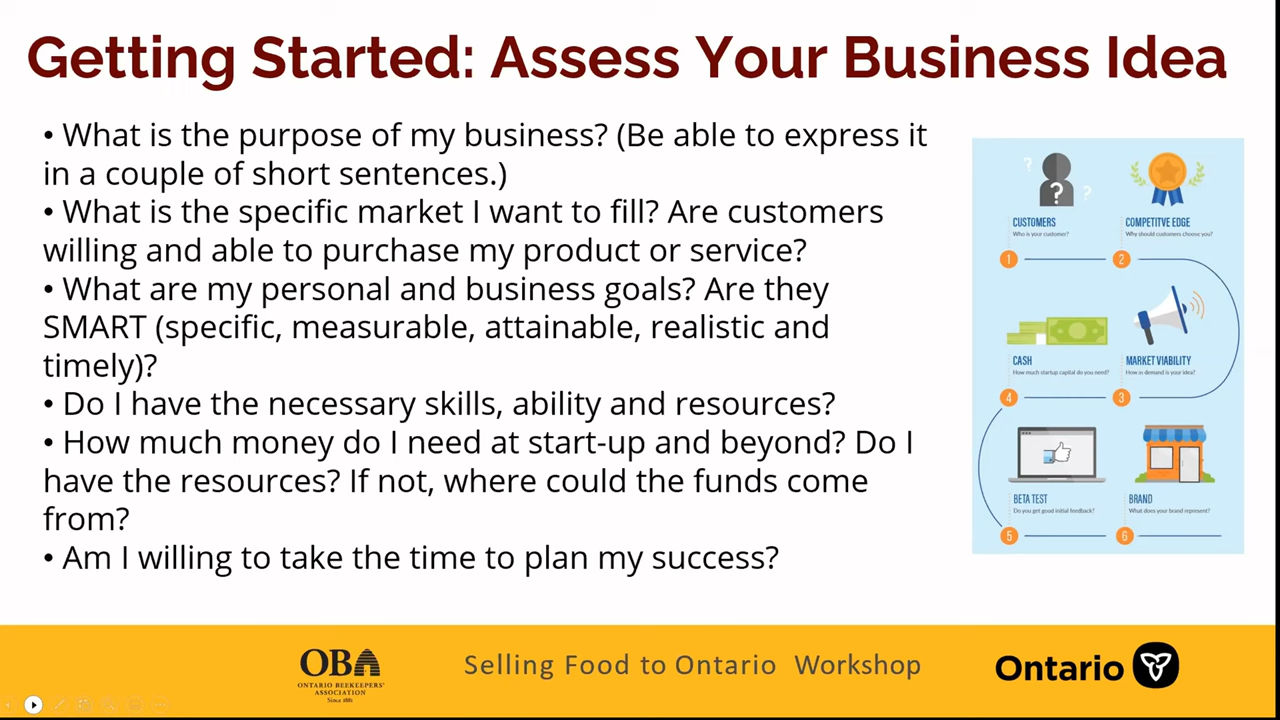 Getting Started: Assess Your Business Idea
• What is the purpose of my business? (Be able to express it
in a couple of short sentences.)
• What is the specific market I want to fill? Are customers
willing and able to purchase my product or service?
• What are my personal and business goals? Are they
SMART (specific, measurable, attainable, realistic and
timely)?
• Do I have the necessary skills, ability and resources?
• How much money do I need at start-up and beyond? Do I
have the resources? If not, where could the funds come
from?
• Am I willing to take the time to plan my success?
? ? ?
CUSTOMERS
Who is your customer?
1
COMPETITVE EDGE
Why should customers choose you?
2
CASH
How much startup capital do you need?
4
MARKET VIABILITY
How in demand is your idea?
3
BETA TEST
Do you get good initial feedback?
5
BRAND
What does your brand represent?
6
OBA
ONTARIO BEEKEEPERS'
ASSOCIATION
Since 1881
Selling Food to Ontario Workshop
Ontario